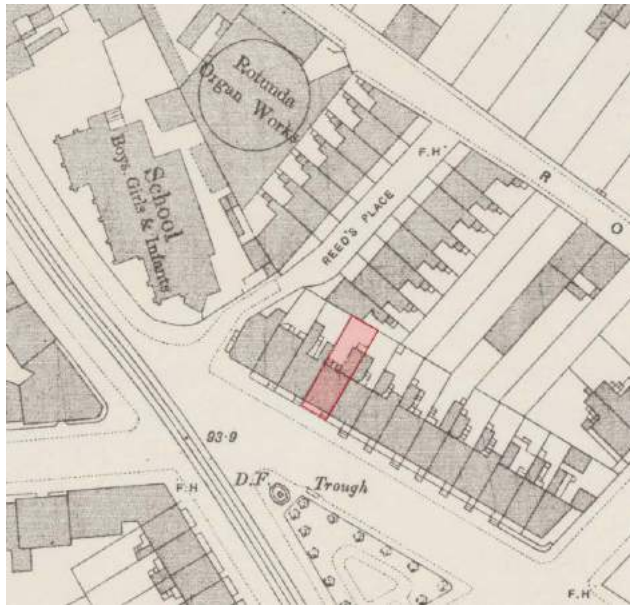 Rotunda
Organ Works
School
Boys, Girls & Infants
F.H
REED'S PLACE
R
O
93·9
D.F.
Trough
F.H
F.H